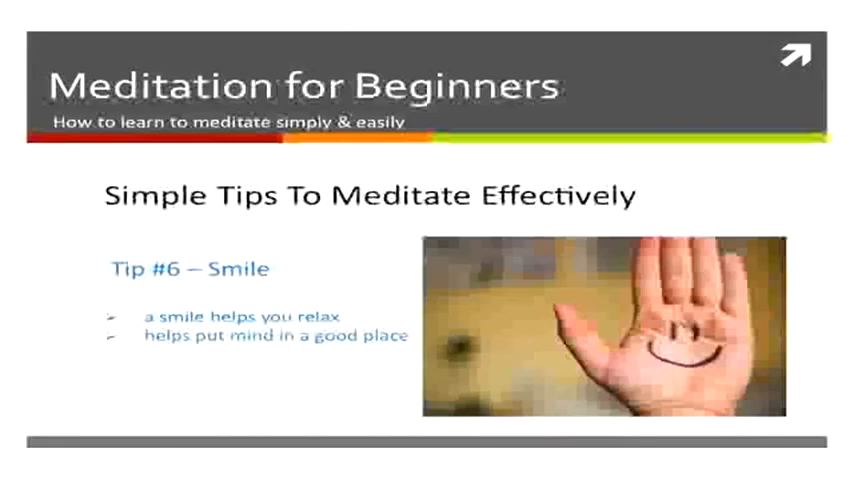 Meditation for Beginners
How to learn to meditate simply & easily
Simple Tips To Meditate Effectively
Tip #6 – Smile
a smile helps you relax
helps put mind in a good place